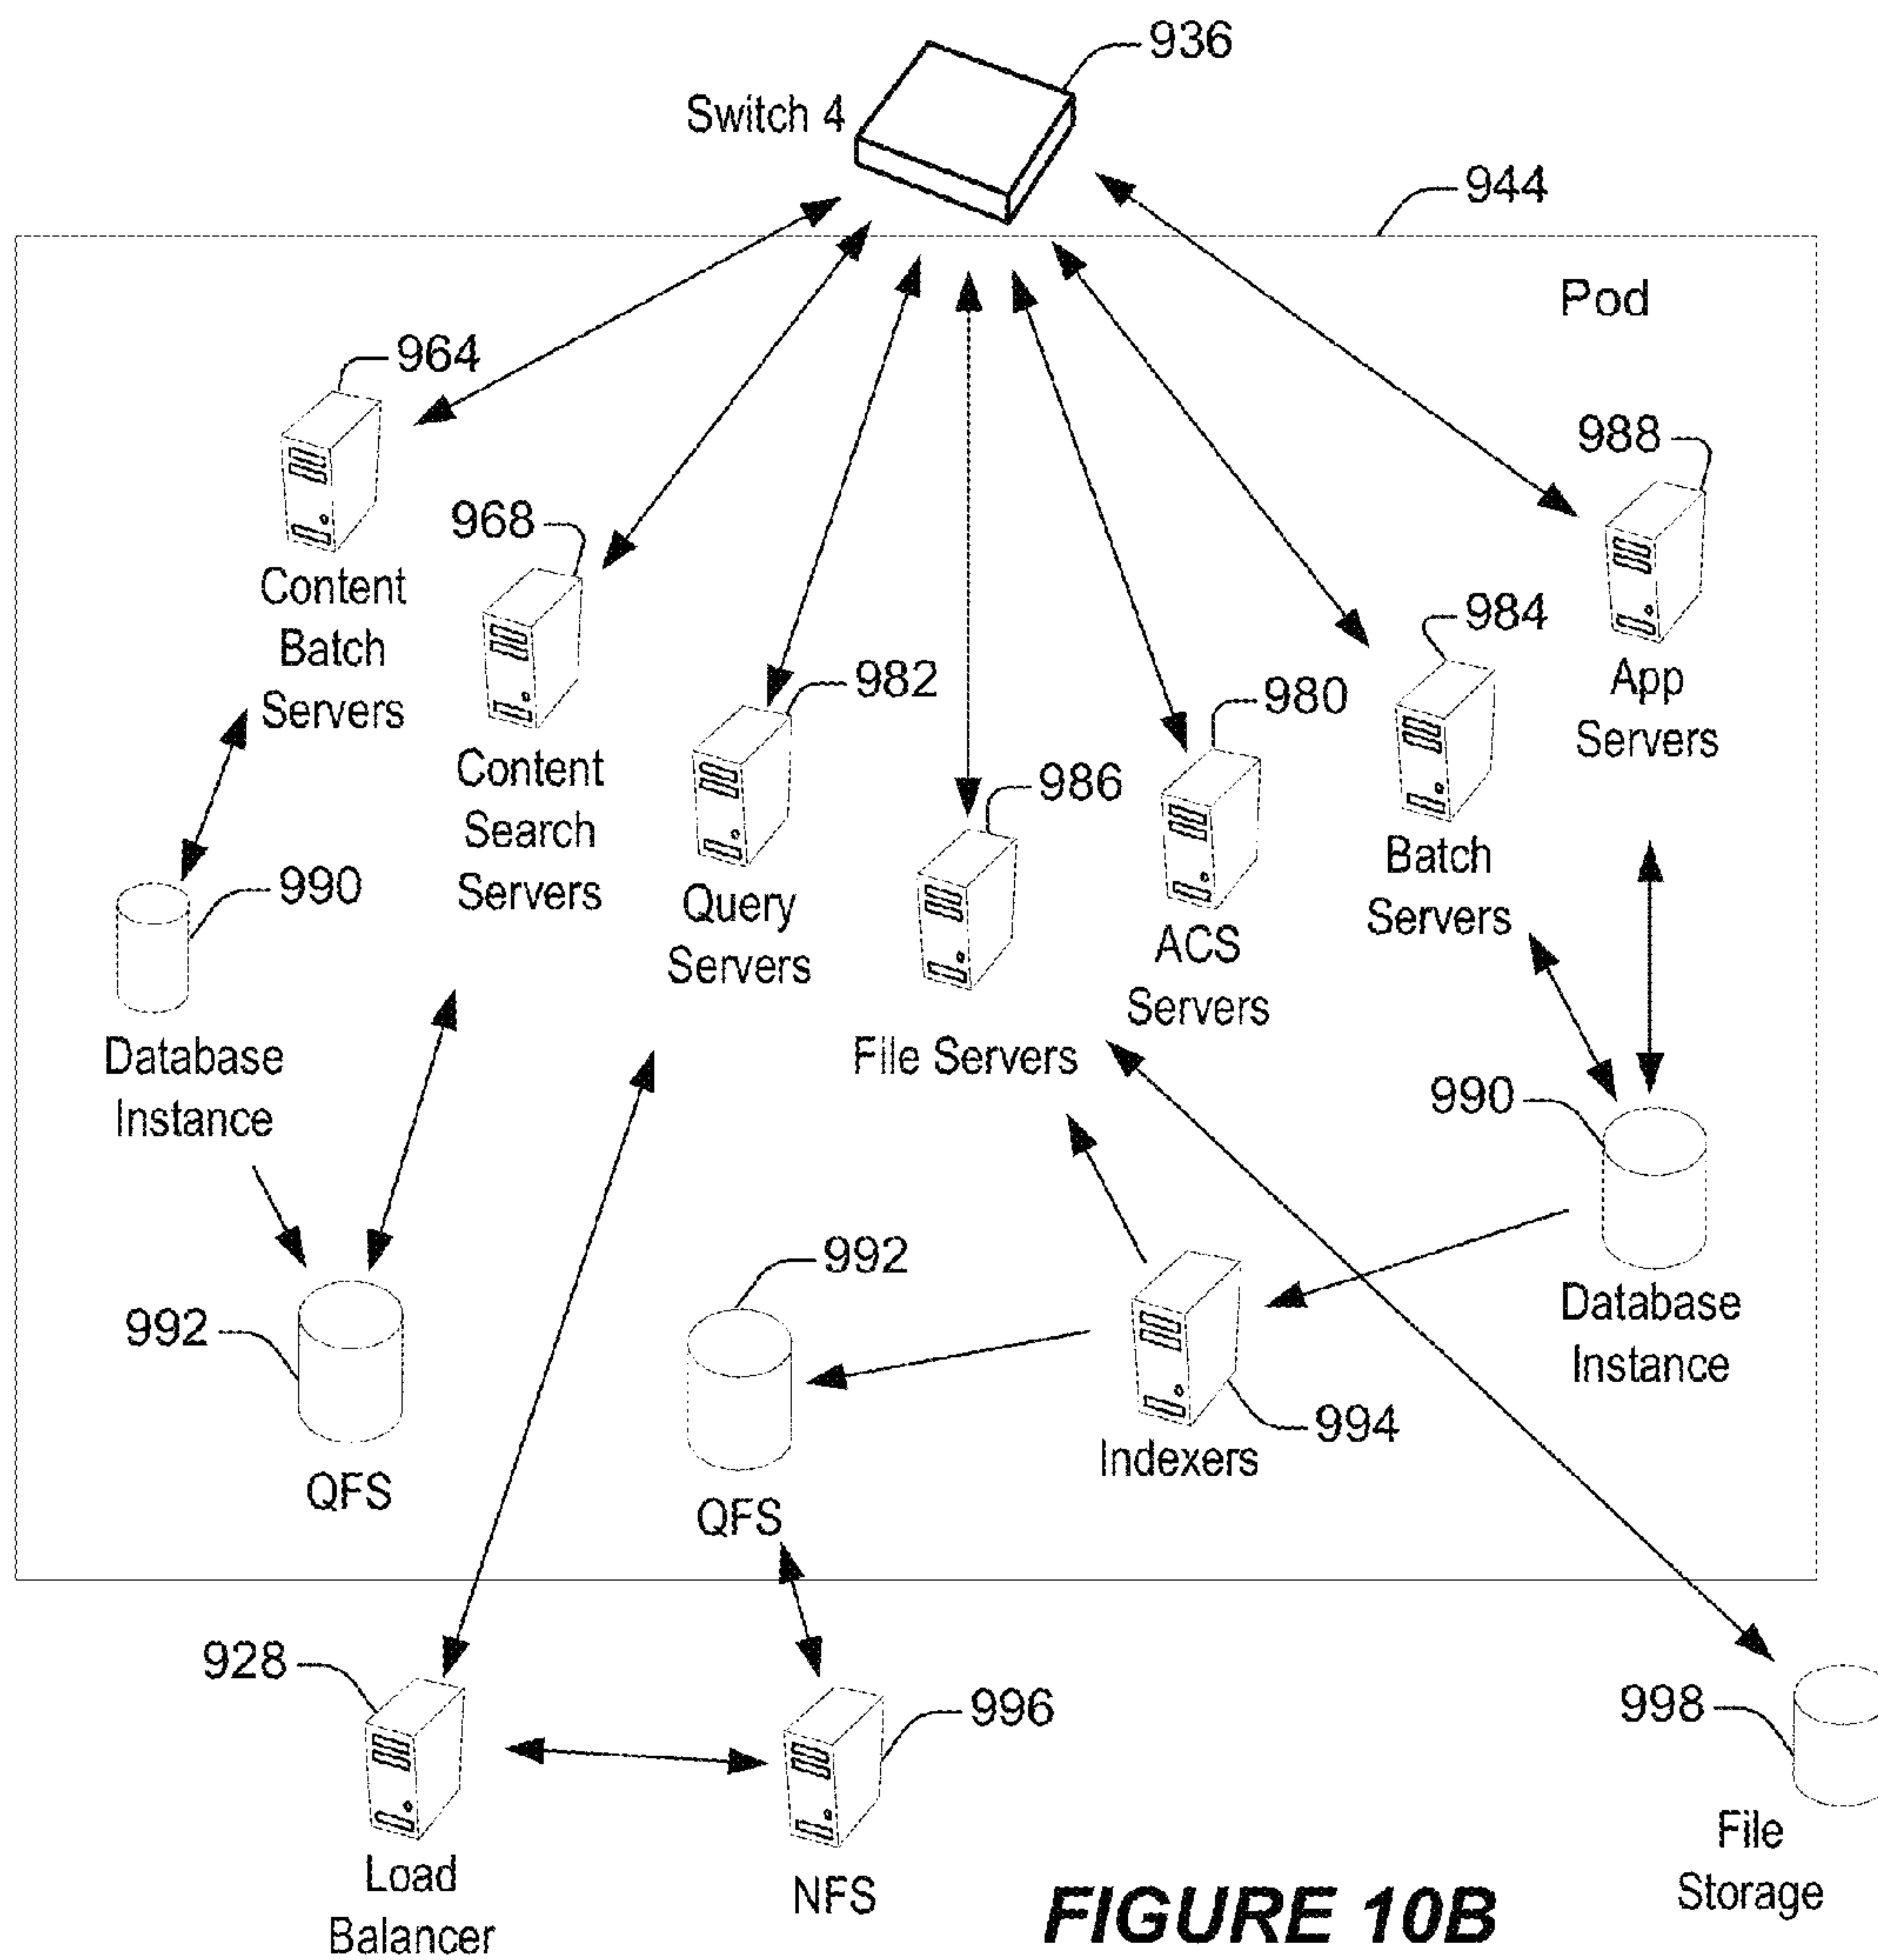 936
Switch 4
944
Pod
964
988
968
Content
Batch
Servers
984
982
App
Servers
980
Content
Search
Servers
986
990
Batch
Servers
Query
Servers
ACS
Servers
Database
Instance
File Servers
990
992
992
Database
Instance
994
Indexers
QFS
QFS
928
996
998
Load
Balancer
NFS
File
Storage
FIGURE 10B